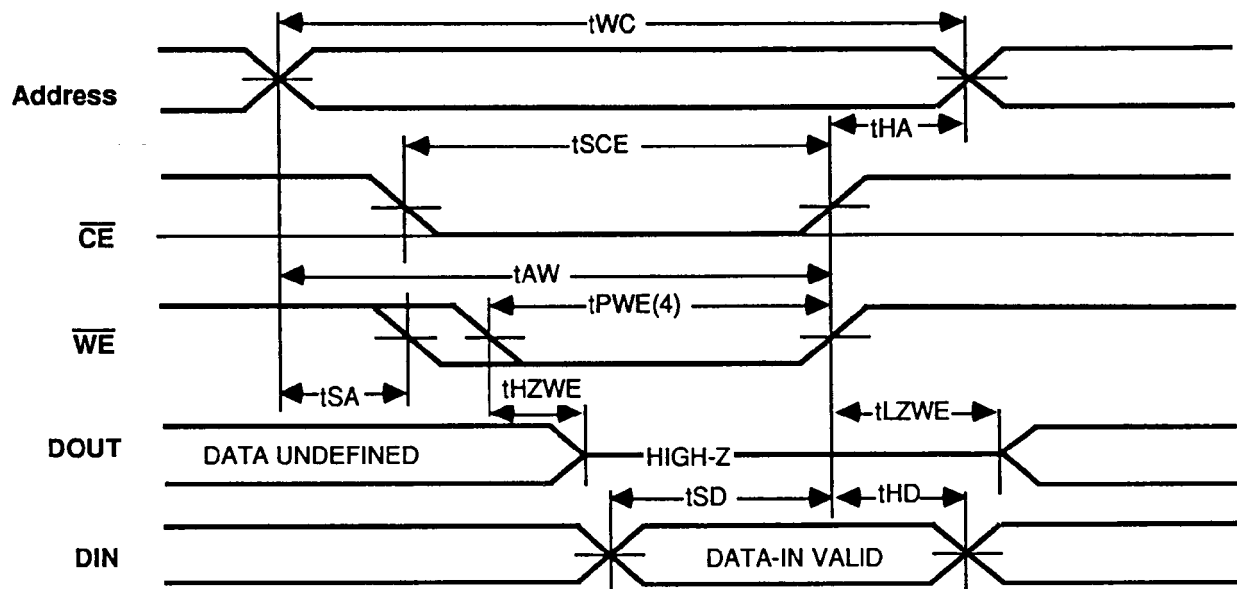 tWC
Address
tHA
tSCE
CE
tAW
tPWE(4)
WE
tSA
tHZWE
tLZWE
DOUT
DATA UNDEFINED
HIGH-Z
tSD
tHD
DIN
DATA-IN VALID